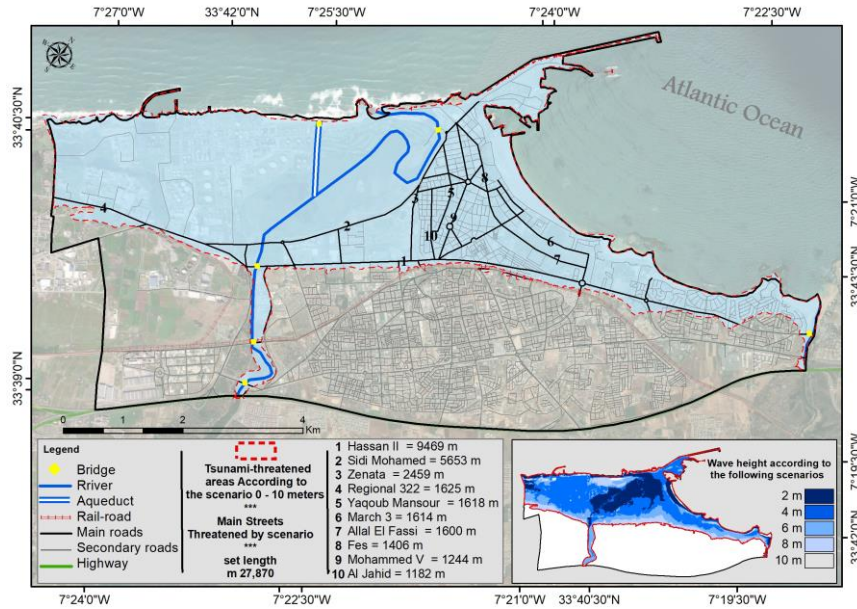 7°27'0"W
33°42'0"W
7°25'30"W
7°24'0"W
7°22'30"W
33°40'30"N
Atlantic Ocean
7°21'0"W
4
3
5
8
2
9
10
6
7
1
33°39'0"N
0 1 2 4
Km
Legend
Bridge
Rriver
Aqueduct
Rail-road
Main roads
Secondary roads
Highway
Tsunami-threatened
areas According to
the scenario 0 - 10 meters
***
Main Streets
Threatened by scenario
***
set length
m 27,870
1 Hassan II = 9469 m
2 Sidi Mohamed = 5653 m
3 Zenata = 2459 m
4 Regional 322 = 1625 m
5 Yaqoub Mansour = 1618 m
6 March 3 = 1614 m
7 Allal El Fassi = 1600 m
8 Fes = 1406 m
9 Mohammed V = 1244 m
10 Al Jahid = 1182 m
Wave height according to
the following scenarios
2 m
4 m
6 m
8 m
10 m
7°24'0"W
7°22'30"W
7°21'0"W
33°40'30"N
7°19'30"W